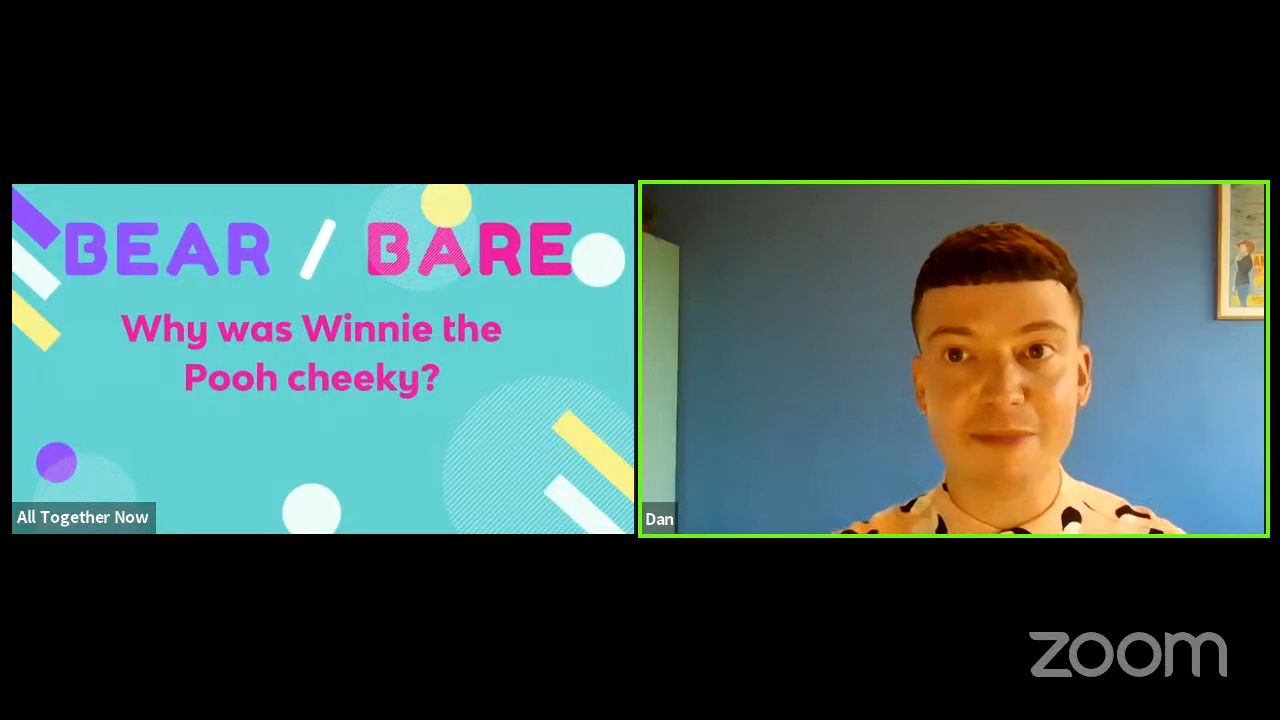 BEAR / BARE
Why was Winnie the
Pooh cheeky?
All Together Now
Dan
zoom